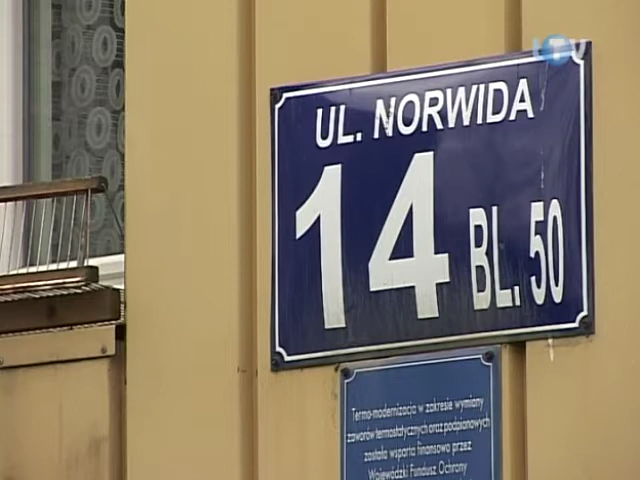 iTV
UL. NORWIDA
14 BL. 50
Termo-modernizacja w zakresie wymiany
zaworów termostatycznych oraz podpionowych
została wsparta finansowo przez
Wojewódzki Fundusz Ochrony